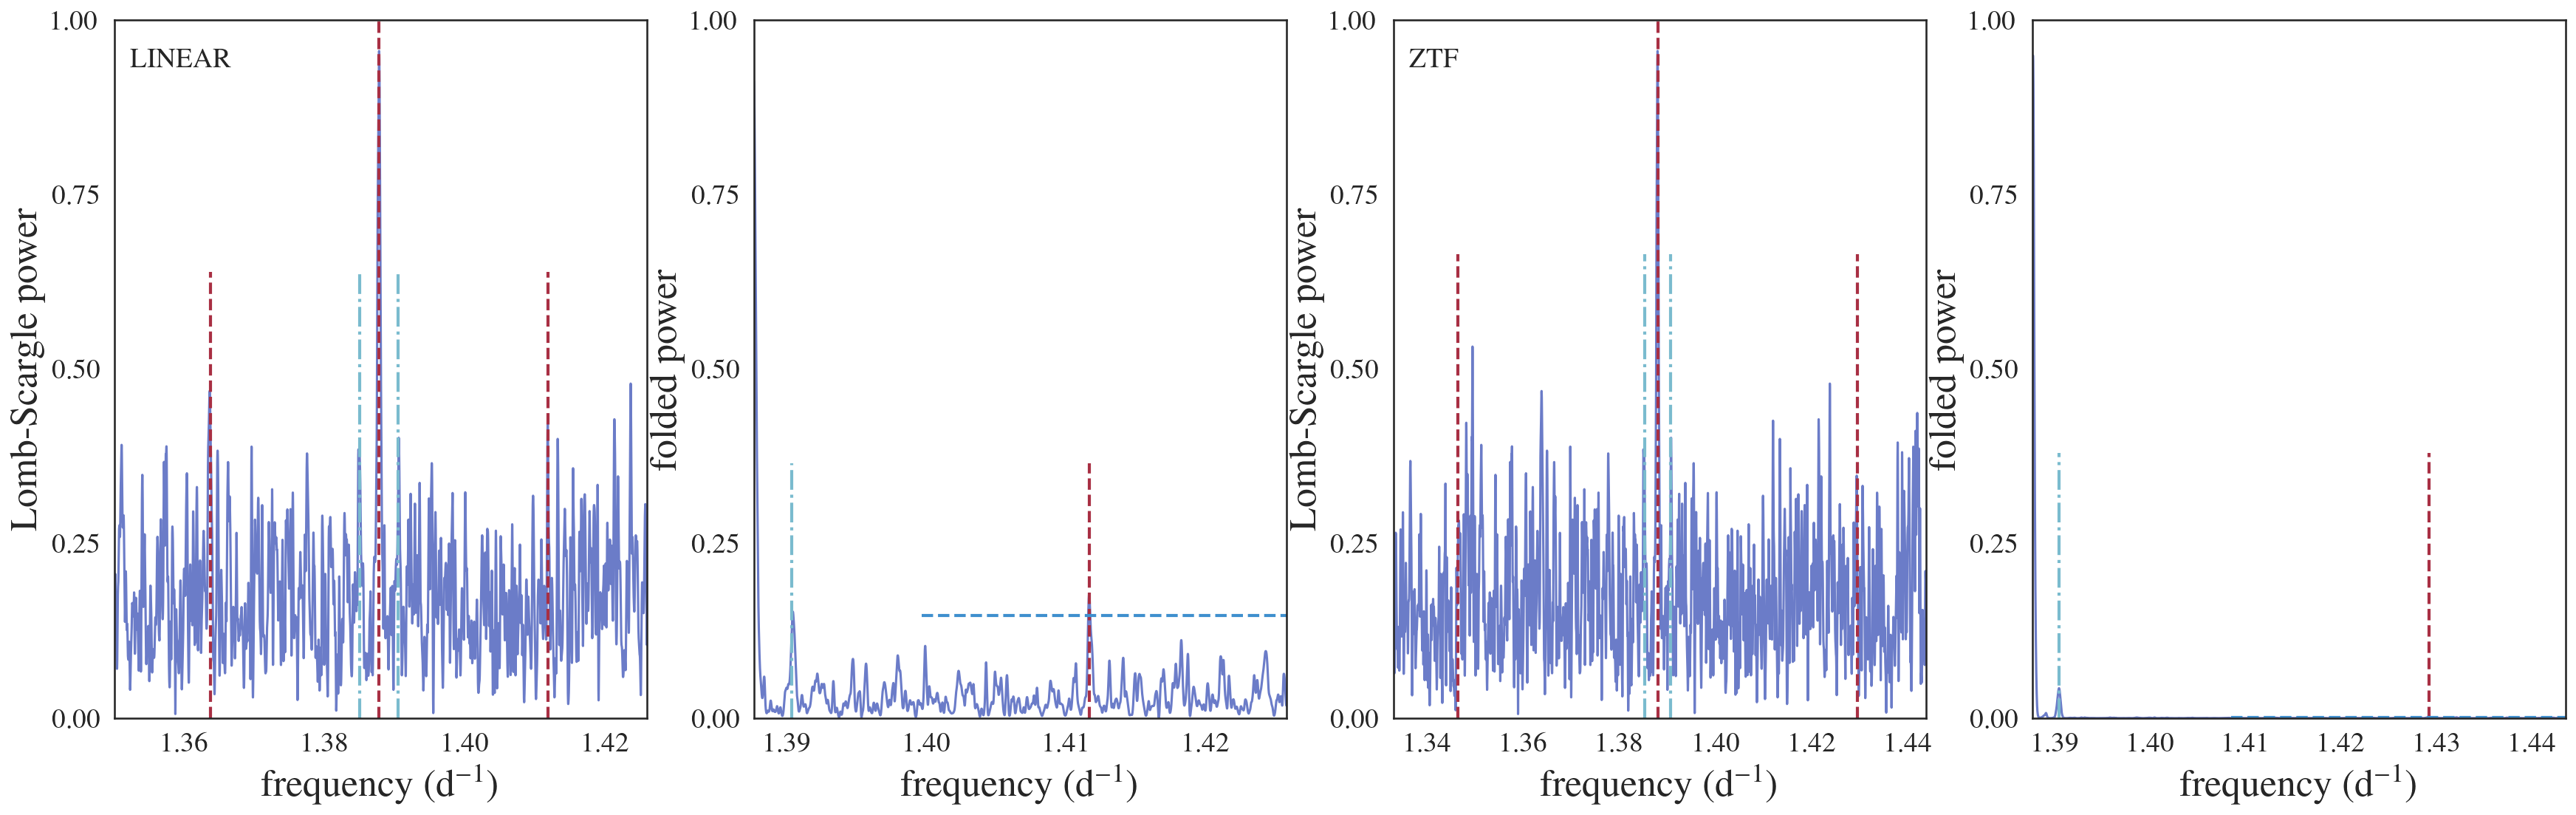 LINEAR
Lomb-Scargle power
1.00
0.75
0.50
0.25
0.00
1.36 1.38 1.40 1.42
frequency (d⁻¹)
folded power
1.00
0.75
0.50
0.25
0.00
1.39 1.40 1.41 1.42
frequency (d⁻¹)
ZTF
Lomb-Scargle power
1.00
0.75
0.50
0.25
0.00
1.34 1.36 1.38 1.40 1.42 1.44
frequency (d⁻¹)
folded power
1.00
0.75
0.50
0.25
0.00
1.39 1.40 1.41 1.42 1.43 1.44
frequency (d⁻¹)